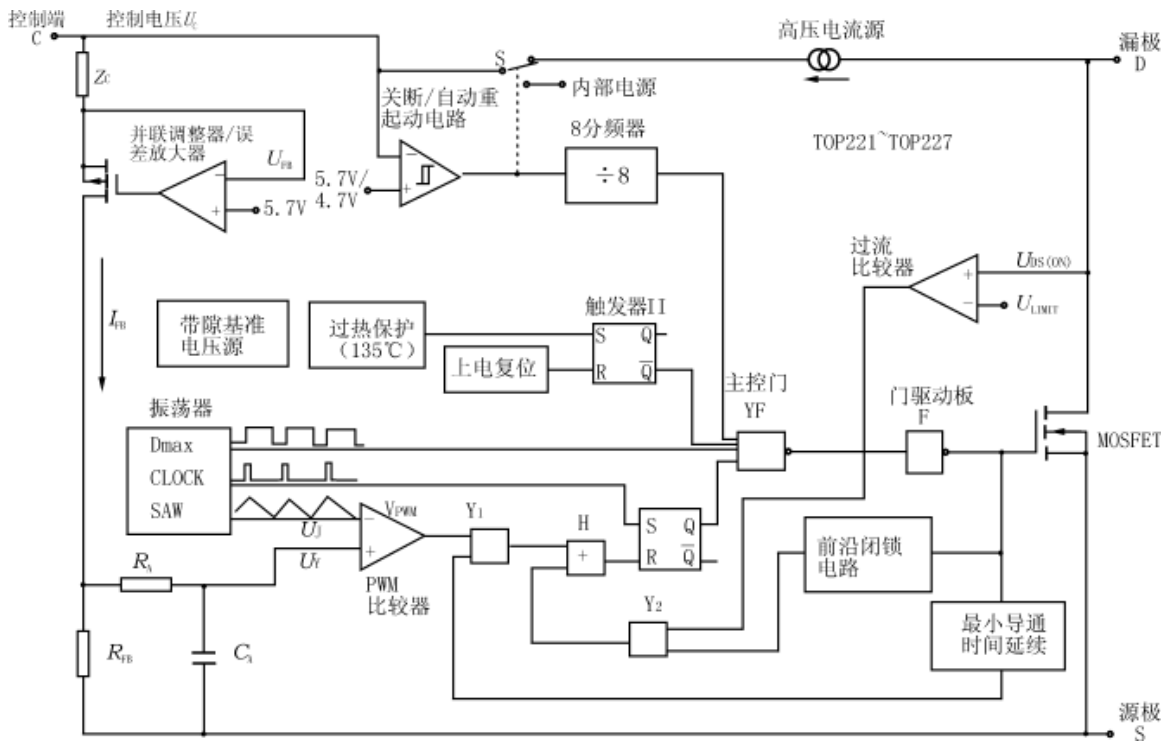 控制端
C
控制电压Uc
高压电流源
漏极
D
S
内部电源
Zc
关断/自动重
起动电路
8分频器
TOP221~TOP227
并联调整器/误
差放大器
UFB
−
+
5.7V
−
+
5.7V/
4.7V
÷8
过流
比较器
+
−
UDS(ON)
ULIMIT
IFB
带隙基准
电压源
过热保护
(135℃)
触发器II
S Q
R Q̅
上电复位
主控门
YF
门驱动板
F
MOSFET
振荡器
Dmax
CLOCK
SAW
VPWM
−
+
UJ
Uf
PWM
比较器
Y1
H
+
S Q
R Q̅
前沿闭锁
电路
RA
Y2
最小导通
时间延续
RFB
CA
源极
S